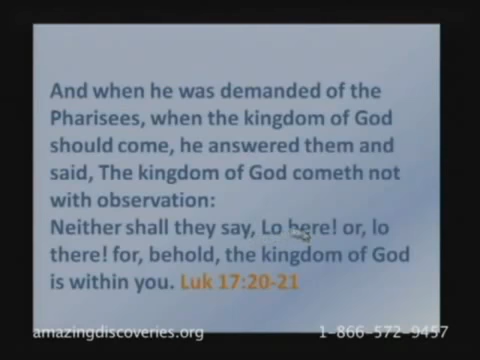 And when he was demanded of the
Pharisees, when the kingdom of God
should come, he answered them and
said, The kingdom of God cometh not
with observation:
Neither shall they say, Lo here! or, lo
there! for, behold, the kingdom of God
is within you. Luk 17:20-21
amazingdiscoveries.org 1-866-572-9457